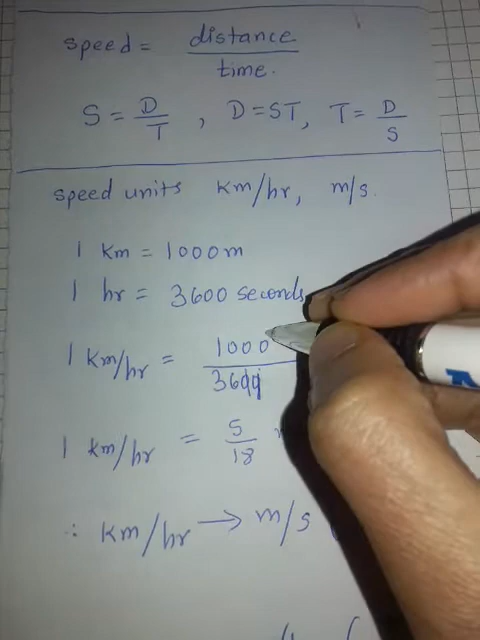 speed = distance / time.
S = D/T , D = ST, T = D/S
speed units km/hr, m/s.
1 km = 1000m
1 hr = 3600 seconds
1 km/hr = 1000/3600
1 km/hr = 5/18
∴ km/hr → m/s